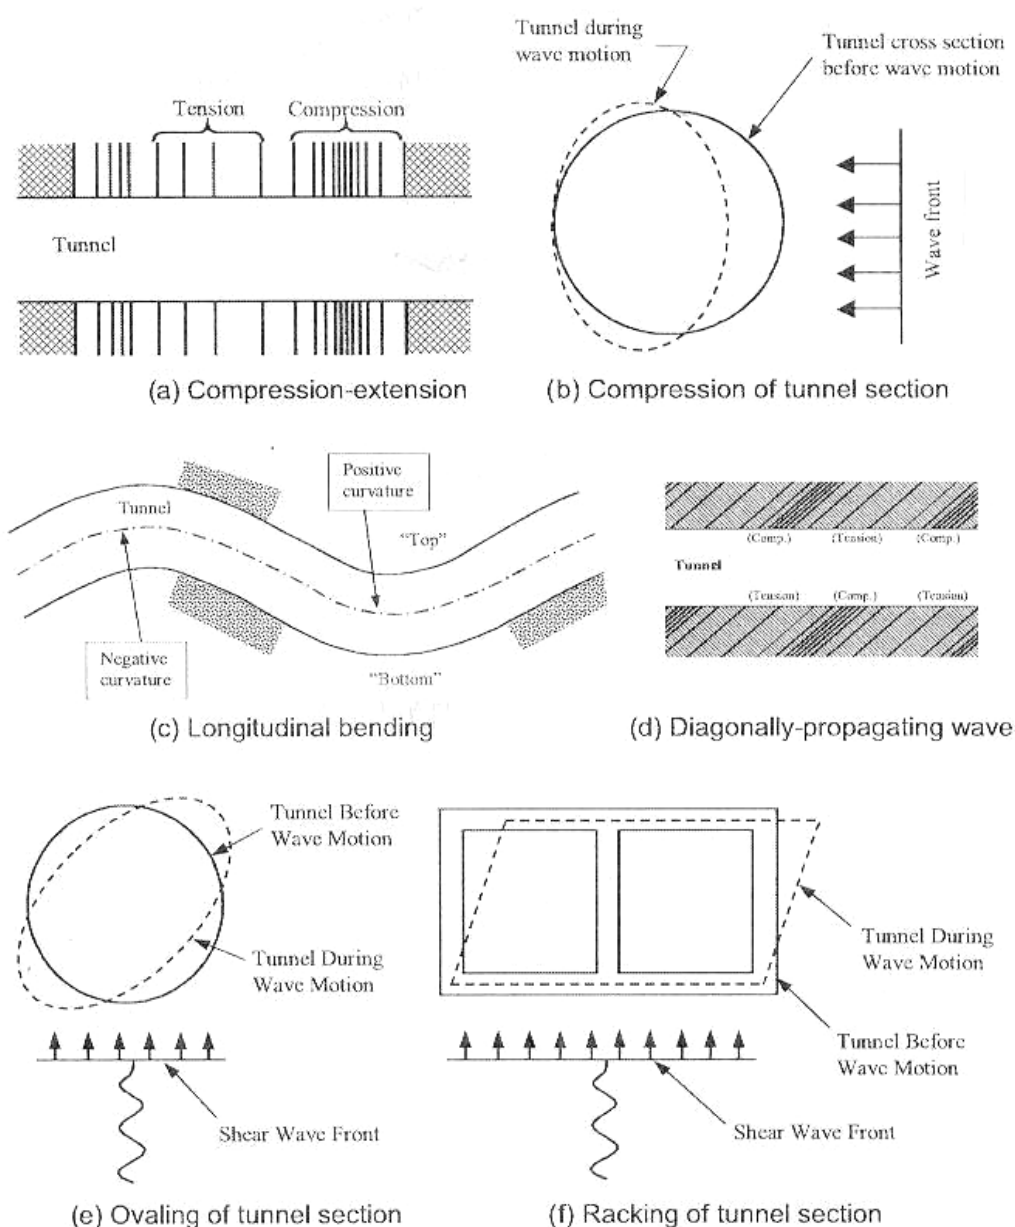 Tension
Compression
Tunnel
(a) Compression-extension
Tunnel during
wave motion
Tunnel cross section
before wave motion
Wave front
(b) Compression of tunnel section
Tunnel
Positive
curvature
"Top"
Negative
curvature
"Bottom"
(c) Longitudinal bending
(Comp.)
(Tension)
(Comp.)
Tunnel
(Tension)
(Comp.)
(Tension)
(d) Diagonally-propagating wave
Tunnel Before
Wave Motion
Tunnel During
Wave Motion
Shear Wave Front
(e) Ovaling of tunnel section
Tunnel During
Wave Motion
Tunnel Before
Wave Motion
Shear Wave Front
(f) Racking of tunnel section